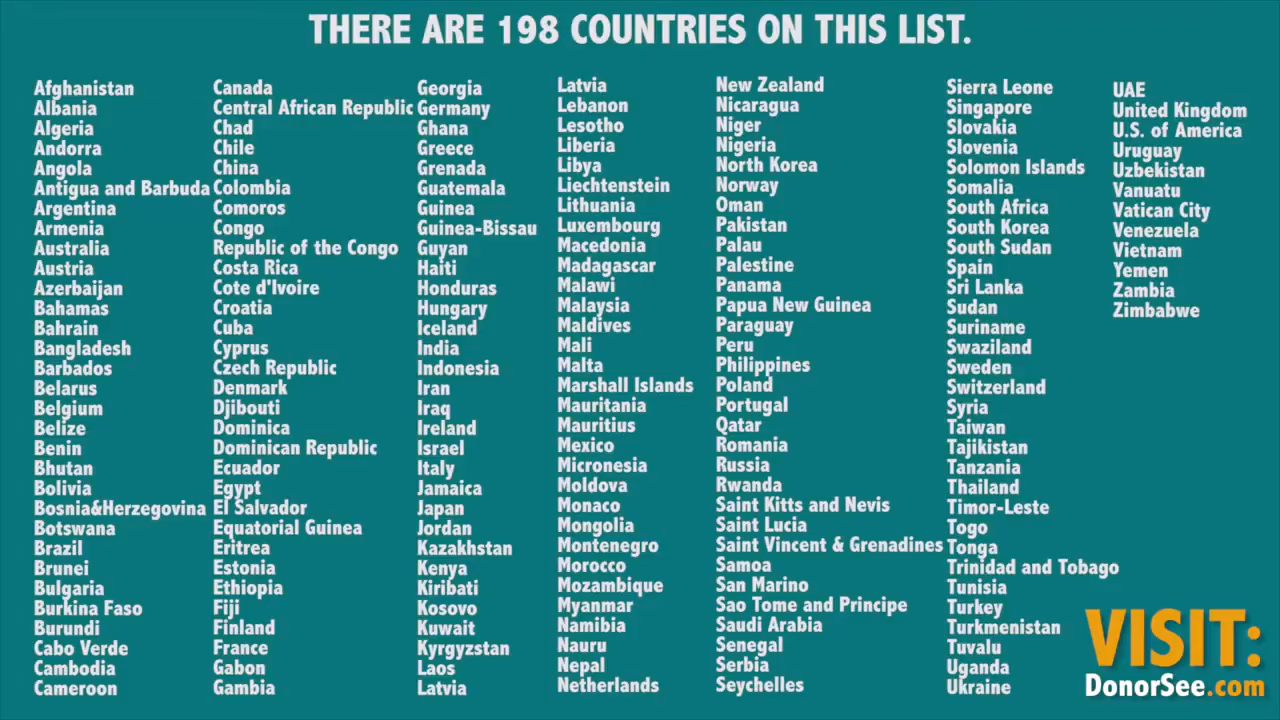 THERE ARE 198 COUNTRIES ON THIS LIST.
Afghanistan
Albania
Algeria
Andorra
Angola
Antigua and Barbuda
Argentina
Armenia
Australia
Austria
Azerbaijan
Bahamas
Bahrain
Bangladesh
Barbados
Belarus
Belgium
Belize
Benin
Bhutan
Bolivia
Bosnia&Herzegovina
Botswana
Brazil
Brunei
Bulgaria
Burkina Faso
Burundi
Cabo Verde
Cambodia
Cameroon
Canada
Central African Republic
Chad
Chile
China
Colombia
Comoros
Congo
Republic of the Congo
Costa Rica
Cote d'Ivoire
Croatia
Cuba
Cyprus
Czech Republic
Denmark
Djibouti
Dominica
Dominican Republic
Ecuador
Egypt
El Salvador
Equatorial Guinea
Eritrea
Estonia
Ethiopia
Fiji
Finland
France
Gabon
Gambia
Georgia
Germany
Ghana
Greece
Grenada
Guatemala
Guinea
Guinea-Bissau
Guyan
Haiti
Honduras
Hungary
Iceland
India
Indonesia
Iran
Iraq
Ireland
Israel
Italy
Jamaica
Japan
Jordan
Kazakhstan
Kenya
Kiribati
Kosovo
Kuwait
Kyrgyzstan
Laos
Latvia
Latvia
Lebanon
Lesotho
Liberia
Libya
Liechtenstein
Lithuania
Luxembourg
Macedonia
Madagascar
Malawi
Malaysia
Maldives
Mali
Malta
Marshall Islands
Mauritania
Mauritius
Mexico
Micronesia
Moldova
Monaco
Mongolia
Montenegro
Morocco
Mozambique
Myanmar
Namibia
Nauru
Nepal
Netherlands
New Zealand
Nicaragua
Niger
Nigeria
North Korea
Norway
Oman
Pakistan
Palau
Palestine
Panama
Papua New Guinea
Paraguay
Peru
Philippines
Poland
Portugal
Qatar
Romania
Russia
Rwanda
Saint Kitts and Nevis
Saint Lucia
Saint Vincent & Grenadines
Samoa
San Marino
Sao Tome and Principe
Saudi Arabia
Senegal
Serbia
Seychelles
Sierra Leone
Singapore
Slovakia
Slovenia
Solomon Islands
Somalia
South Africa
South Korea
South Sudan
Spain
Sri Lanka
Sudan
Suriname
Swaziland
Sweden
Switzerland
Syria
Taiwan
Tajikistan
Tanzania
Thailand
Timor-Leste
Togo
Tonga
Trinidad and Tobago
Tunisia
Turkey
Turkmenistan
Tuvalu
Uganda
Ukraine
UAE
United Kingdom
U.S. of America
Uruguay
Uzbekistan
Vanuatu
Vatican City
Venezuela
Vietnam
Yemen
Zambia
Zimbabwe
VISIT:
DonorSee.com